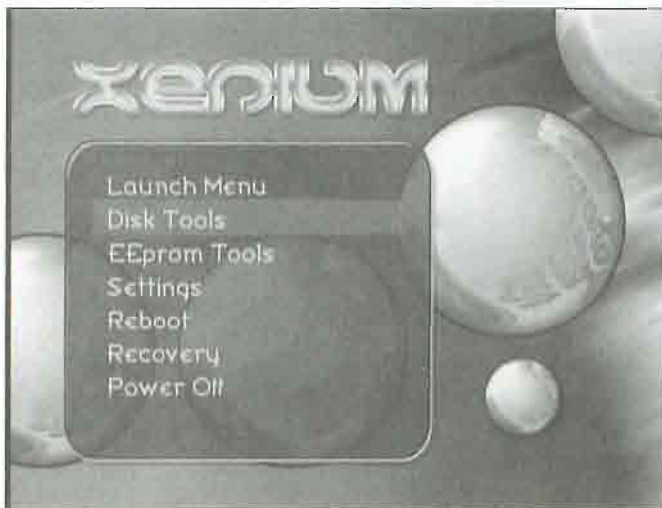 XENIUM
Launch Menu
Disk Tools
EEprom Tools
Settings
Reboot
Recovery
Power Off